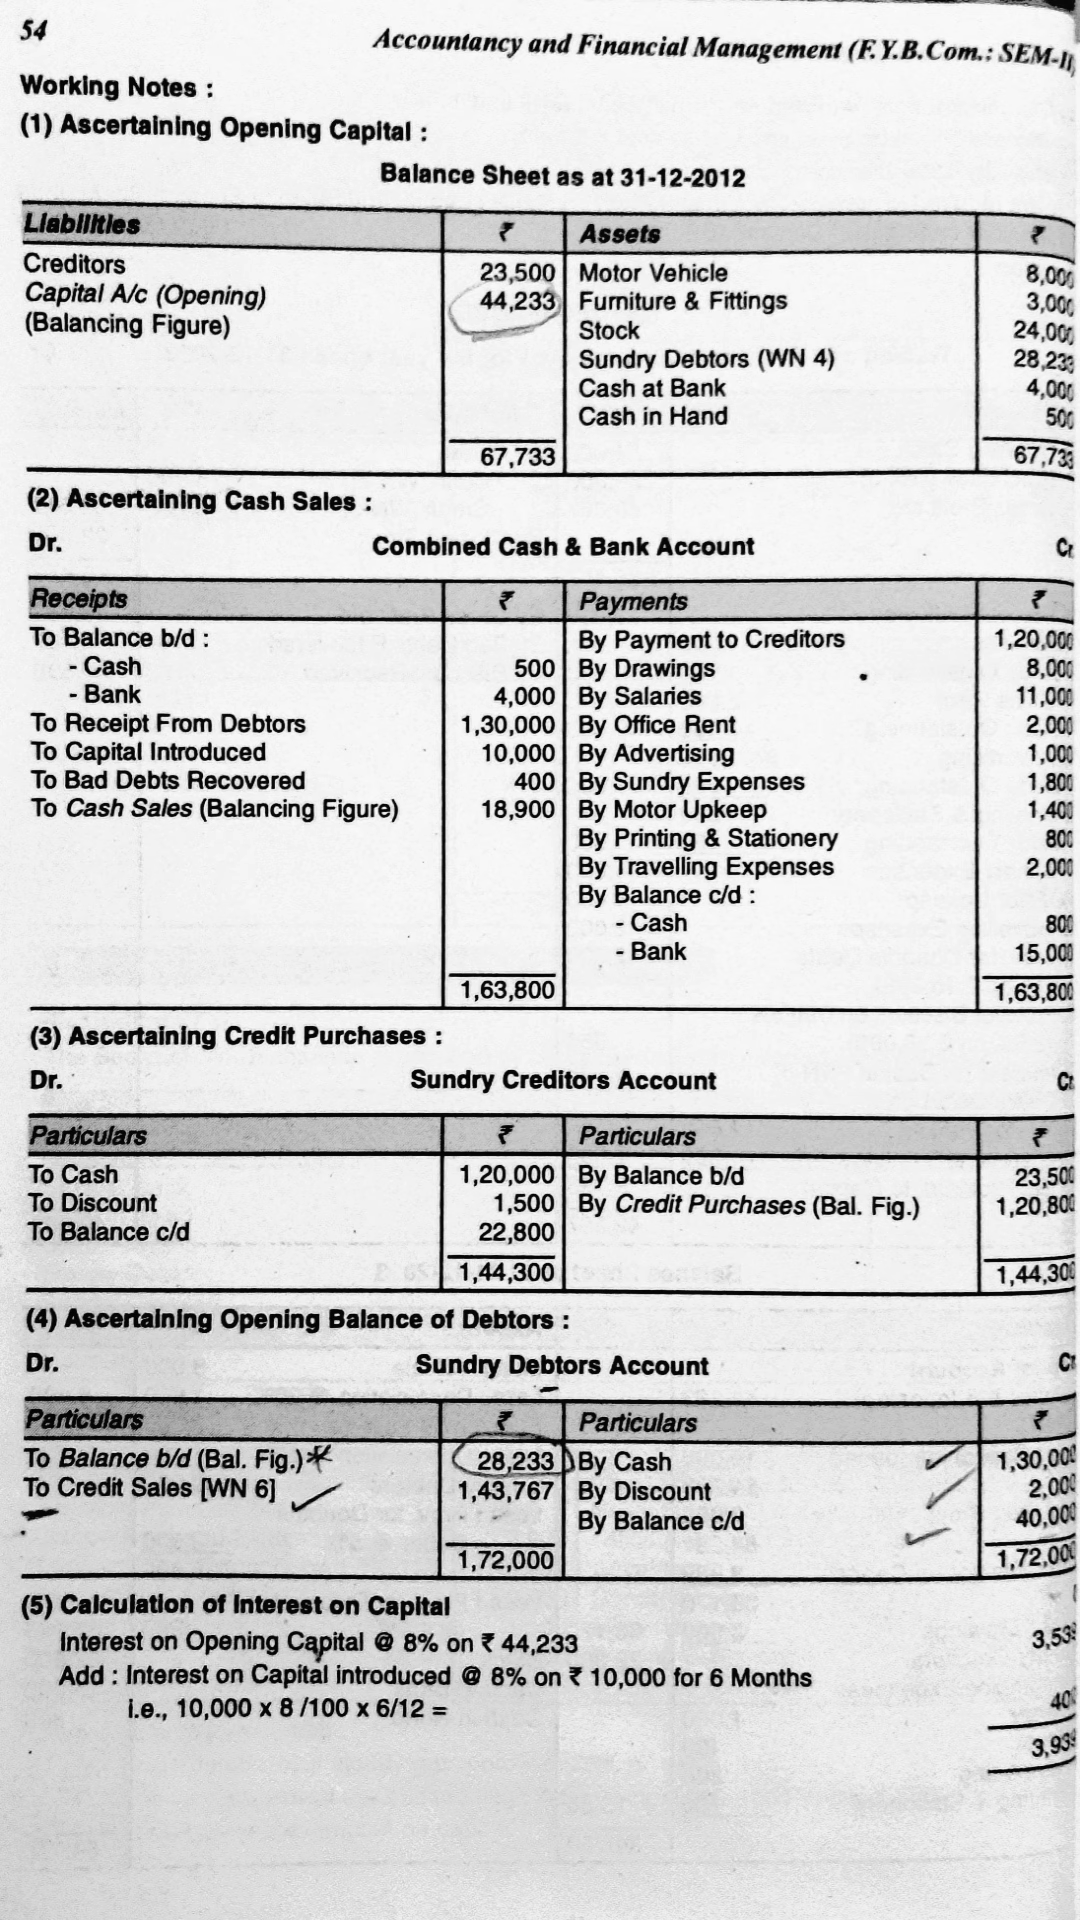 54
Accountancy and Financial Management (F.Y.B.Com.: SEM-II)
Working Notes :
(1) Ascertaining Opening Capital :
Balance Sheet as at 31-12-2012
Liabilities ₹ Assets ₹
Creditors 23,500 Motor Vehicle 8,000
Capital A/c (Opening) 44,233 Furniture & Fittings 3,000
(Balancing Figure) Stock 24,000
Sundry Debtors (WN 4) 28,233
Cash at Bank 4,000
Cash in Hand 500
67,733 67,733
(2) Ascertaining Cash Sales :
Dr. Combined Cash & Bank Account Cr
Receipts ₹ Payments ₹
To Balance b/d : By Payment to Creditors 1,20,000
- Cash 500 By Drawings 8,000
- Bank 4,000 By Salaries 11,000
To Receipt From Debtors 1,30,000 By Office Rent 2,000
To Capital Introduced 10,000 By Advertising 1,000
To Bad Debts Recovered 400 By Sundry Expenses 1,800
To Cash Sales (Balancing Figure) 18,900 By Motor Upkeep 1,400
By Printing & Stationery 800
By Travelling Expenses 2,000
By Balance c/d :
- Cash 800
- Bank 15,000
1,63,800 1,63,800
(3) Ascertaining Credit Purchases :
Dr. Sundry Creditors Account Cr.
Particulars ₹ Particulars ₹
To Cash 1,20,000 By Balance b/d 23,500
To Discount 1,500 By Credit Purchases (Bal. Fig.) 1,20,800
To Balance c/d 22,800
1,44,300 1,44,300
(4) Ascertaining Opening Balance of Debtors :
Dr. Sundry Debtors Account Cr
Particulars ₹ Particulars ₹
To Balance b/d (Bal. Fig.)* 28,233 By Cash 1,30,000
To Credit Sales [WN 6] 1,43,767 By Discount 2,000
By Balance c/d 40,000
1,72,000 1,72,000
(5) Calculation of Interest on Capital
Interest on Opening Capital @ 8% on ₹ 44,233 3,539
Add : Interest on Capital introduced @ 8% on ₹ 10,000 for 6 Months
i.e., 10,000 x 8 /100 x 6/12 = 400
3,939